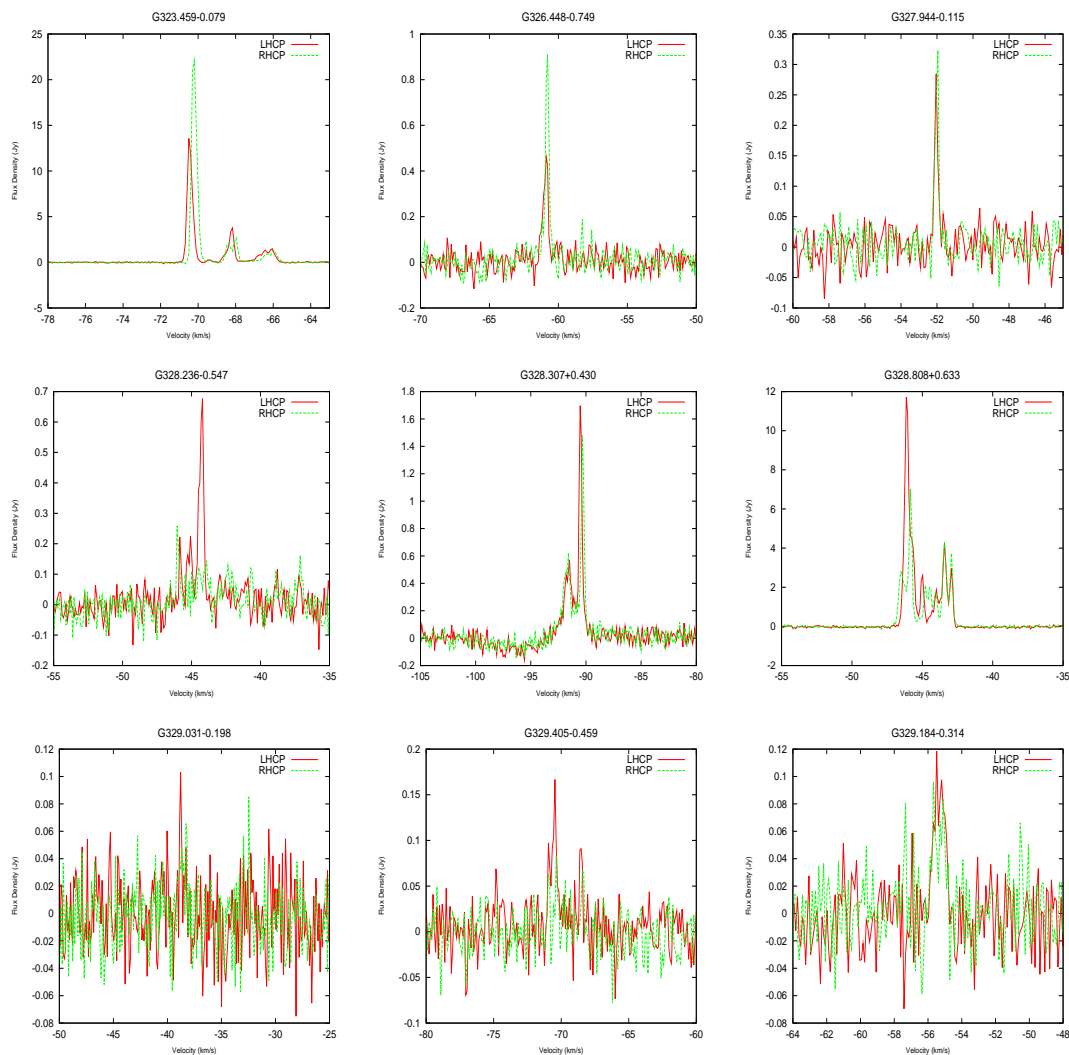 G323.459-0.079
25
20
15
10
5
0
-5
-78 -76 -74 -72 -70 -68 -66 -64
Flux Density (Jy)
Velocity (km/s)
LHCP
RHCP
G326.448-0.749
1
0.8
0.6
0.4
0.2
0
-0.2
-70 -65 -60 -55 -50
Flux Density (Jy)
Velocity (km/s)
LHCP
RHCP
G327.944-0.115
0.35
0.3
0.25
0.2
0.15
0.1
0.05
0
-0.05
-0.1
-60 -58 -56 -54 -52 -50 -48 -46
Flux Density (Jy)
Velocity (km/s)
LHCP
RHCP
G328.236-0.547
0.7
0.6
0.5
0.4
0.3
0.2
0.1
0
-0.1
-0.2
-55 -50 -45 -40 -35
Flux Density (Jy)
Velocity (km/s)
LHCP
RHCP
G328.307+0.430
1.8
1.6
1.4
1.2
1
0.8
0.6
0.4
0.2
0
-0.2
-105 -100 -95 -90 -85 -80
Flux Density (Jy)
Velocity (km/s)
LHCP
RHCP
G328.808+0.633
12
10
8
6
4
2
0
-2
-55 -50 -45 -40 -35
Flux Density (Jy)
Velocity (km/s)
LHCP
RHCP
G329.031-0.198
0.12
0.1
0.08
0.06
0.04
0.02
0
-0.02
-0.04
-0.06
-0.08
-50 -45 -40 -35 -30 -25
Flux Density (Jy)
Velocity (km/s)
LHCP
RHCP
G329.405-0.459
0.2
0.15
0.1
0.05
0
-0.05
-0.1
-80 -75 -70 -65 -60
Flux Density (Jy)
Velocity (km/s)
LHCP
RHCP
G329.184-0.314
0.12
0.1
0.08
0.06
0.04
0.02
0
-0.02
-0.04
-0.06
-0.08
-64 -62 -60 -58 -56 -54 -52 -50 -48
Flux Density (Jy)
Velocity (km/s)
LHCP
RHCP